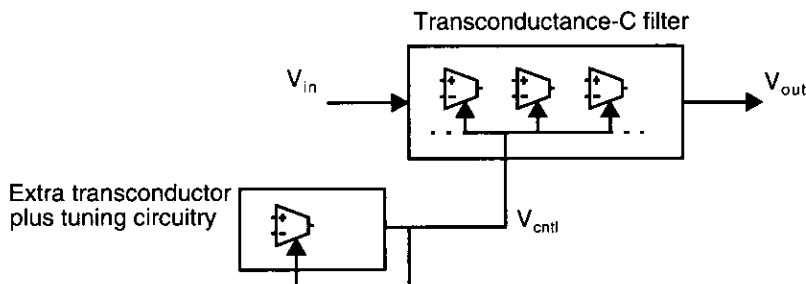 Transconductance-C filter
V_in
V_out
+ + +
− − −
. . . . . .
Extra transconductor
plus tuning circuitry
+
−
V_cntl